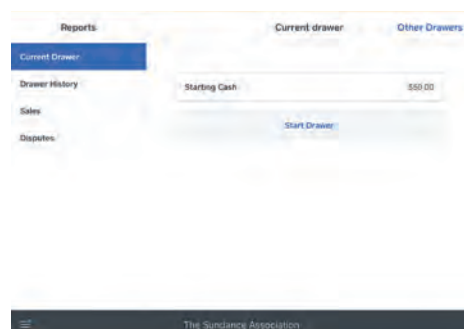 Reports
Current drawer
Other Drawers
Current Drawer
Drawer History
Sales
Disputes
Starting Cash
$50.00
Start Drawer
The Sundance Association